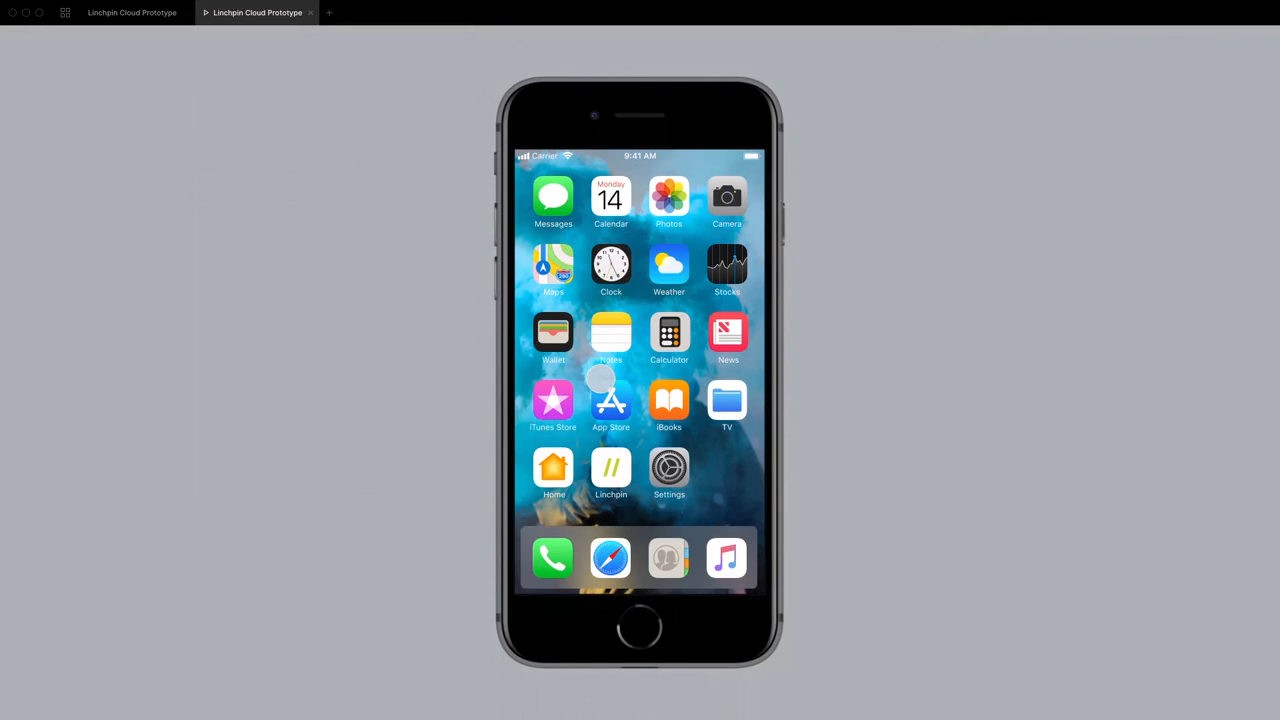 Linchpin Cloud Prototype
Linchpin Cloud Prototype
Carrier 9:41 AM
Monday
14
Messages Calendar Photos Camera
Maps Clock Weather Stocks
Wallet Notes Calculator News
iTunes Store App Store iBooks TV
Home Linchpin Settings